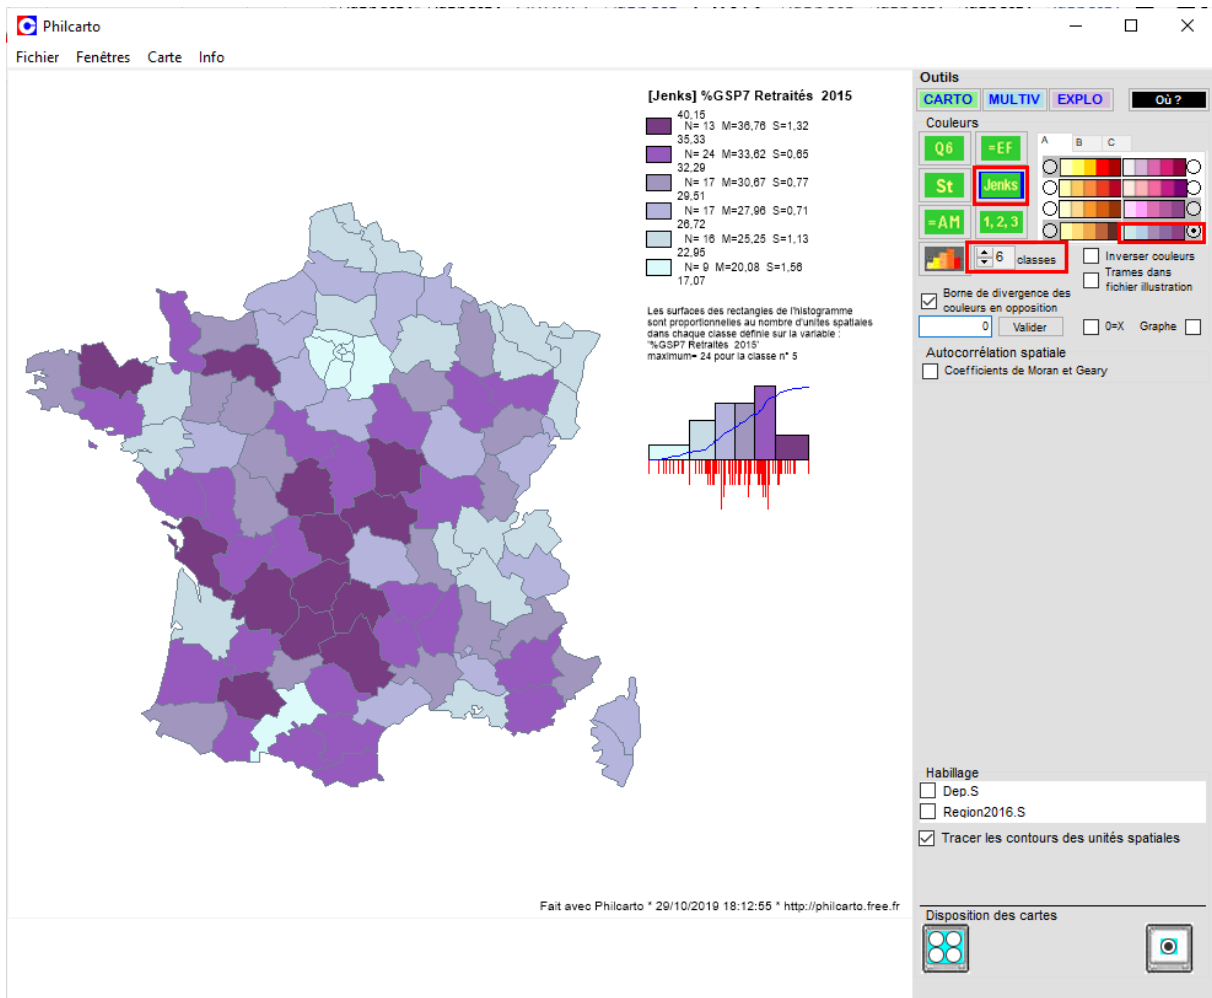 Philcarto
Fichier Fenêtres Carte Info
[Jenks] %GSP7 Retraités 2015
40,15
N= 13 M=36,76 S=1,32
35,33
N= 24 M=33,62 S=0,65
32,29
N= 17 M=30,67 S=0,77
29,51
N= 17 M=27,96 S=0,71
26,72
N= 16 M=25,25 S=1,13
22,95
N= 9 M=20,08 S=1,56
17,07
Les surfaces des rectangles de l'histogramme
sont proportionnelles au nombre d'unites spatiales
dans chaque classe définie sur la variable :
'%GSP7 Retraités 2015'
maximum= 24 pour la classe n° 5
Fait avec Philcarto * 29/10/2019 18:12:55 * http://philcarto.free.fr
Outils
CARTO MULTIV EXPLO Où ?
Couleurs
Q6 =EF A B C
St Jenks
=AM 1,2,3
6 classes
Inverser couleurs
Trames dans
fichier illustration
Borne de divergence des
couleurs en opposition
0 Valider 0=X Graphe
Autocorrélation spatiale
Coefficients de Moran et Geary
Habillage
Dep.S
Region2016.S
Tracer les contours des unités spatiales
Disposition des cartes